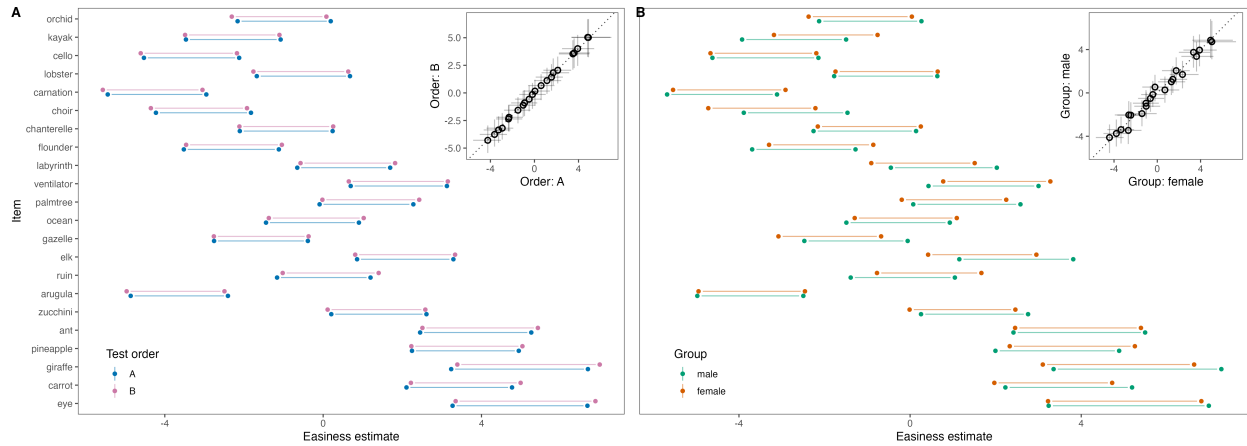 A
Item
orchid
kayak
cello
lobster
carnation
choir
chanterelle
flounder
labyrinth
ventilator
palmtree
ocean
gazelle
elk
ruin
arugula
zucchini
ant
pineapple
giraffe
carrot
eye
-4 0 4
Easiness estimate
Test order
A
B
Order: B
5.0
2.5
0.0
-2.5
-5.0
-4 0 4
Order: A
B
-4 0 4
Easiness estimate
Group
male
female
Group: male
4
0
-4
-4 0 4
Group: female